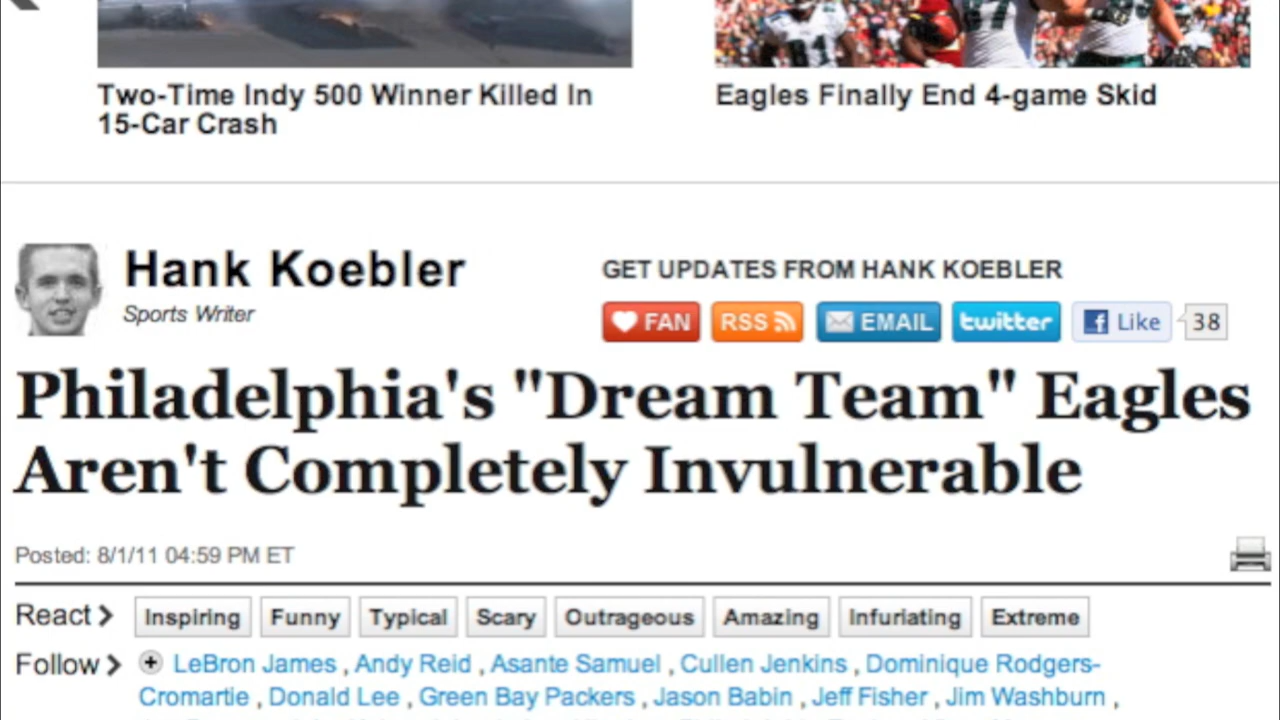 Two-Time Indy 500 Winner Killed In
15-Car Crash
Eagles Finally End 4-game Skid
Hank Koebler
Sports Writer
GET UPDATES FROM HANK KOEBLER
FAN
RSS
EMAIL
twitter
Like
38
Philadelphia's "Dream Team" Eagles
Aren't Completely Invulnerable
Posted: 8/1/11 04:59 PM ET
React
Inspiring
Funny
Typical
Scary
Outrageous
Amazing
Infuriating
Extreme
Follow
LeBron James , Andy Reid , Asante Samuel , Cullen Jenkins , Dominique Rodgers-
Cromartie , Donald Lee , Green Bay Packers , Jason Babin , Jeff Fisher , Jim Washburn ,